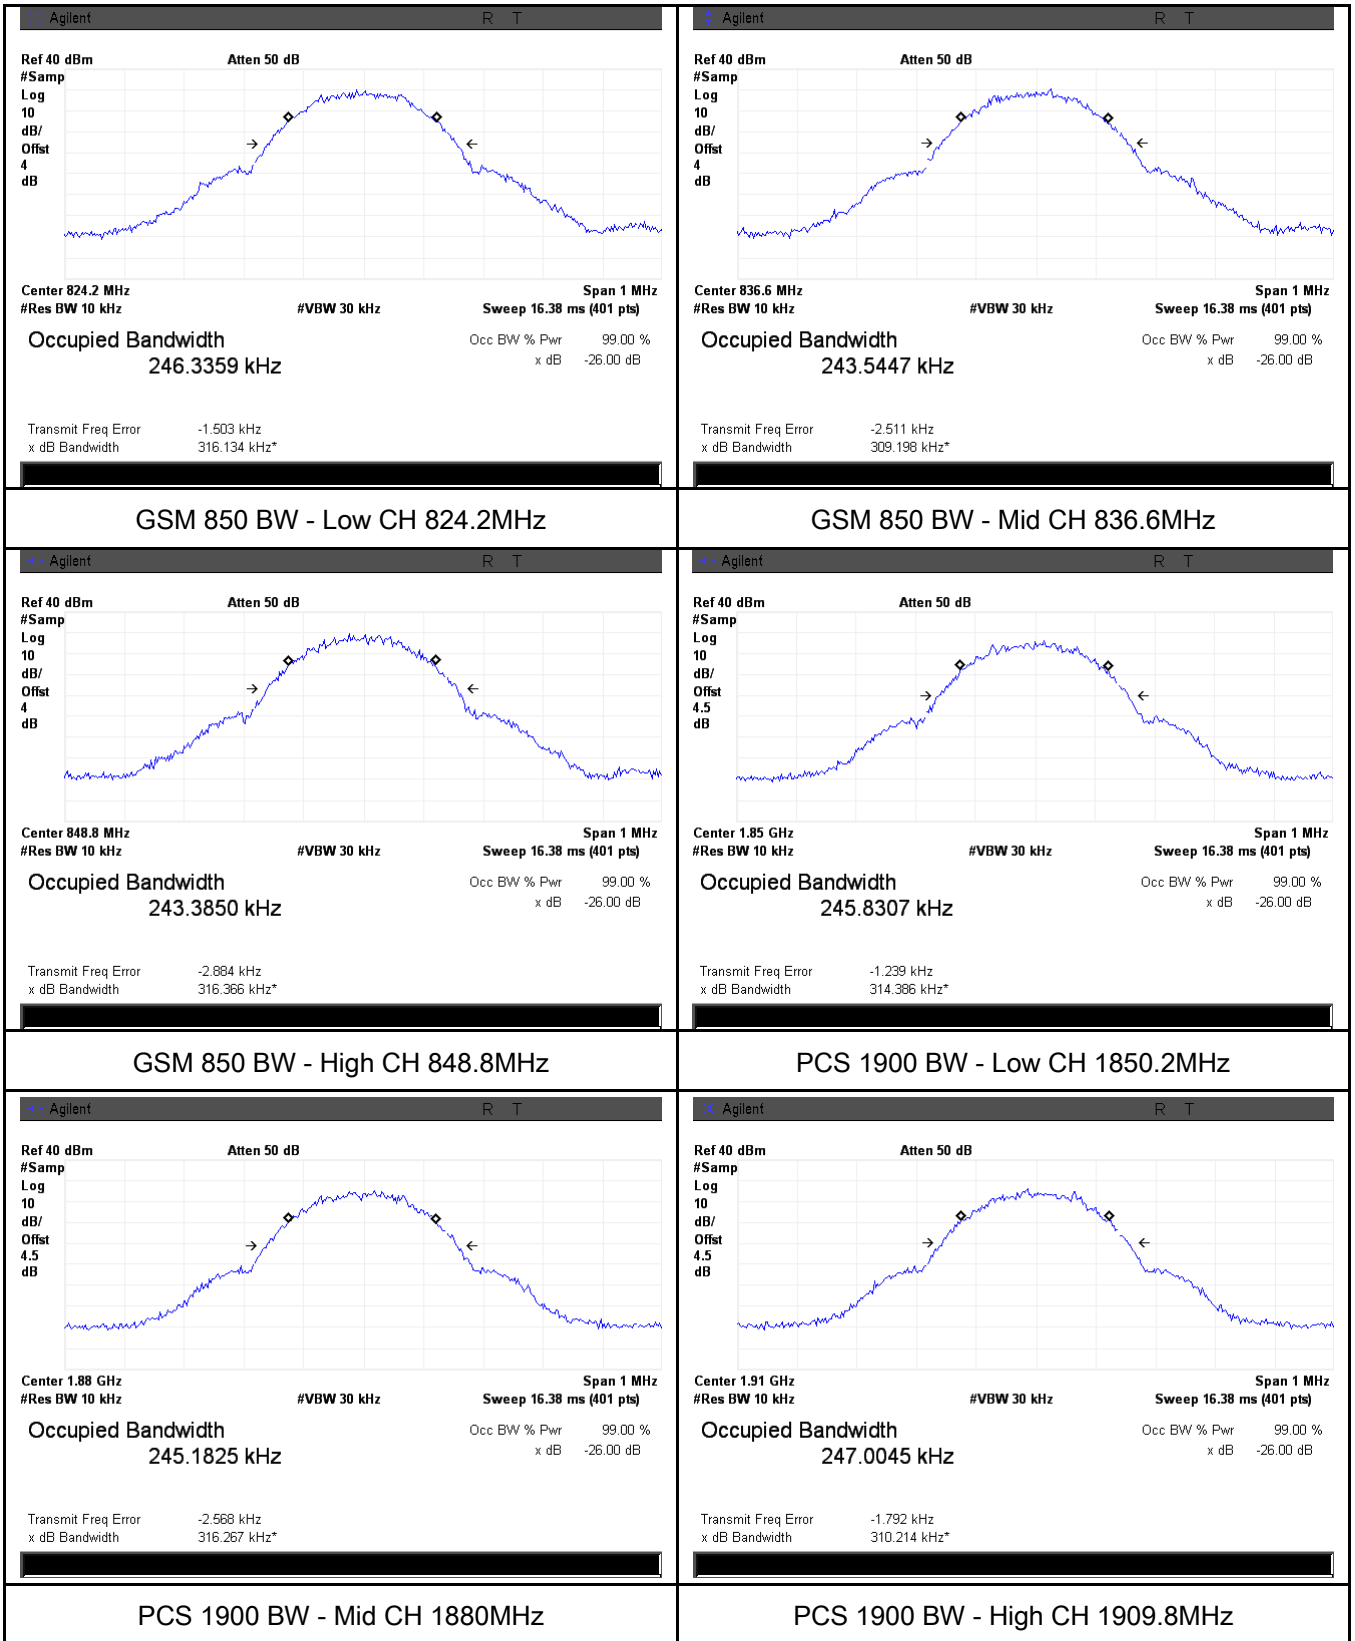 Agilent R T
Ref 40 dBm Atten 50 dB
#Samp
Log
10
dB/
Offst
4
dB
Center 824.2 MHz Span 1 MHz
#Res BW 10 kHz #VBW 30 kHz Sweep 16.38 ms (401 pts)
Occupied Bandwidth Occ BW % Pwr 99.00 %
246.3359 kHz x dB -26.00 dB
Transmit Freq Error -1.503 kHz
x dB Bandwidth 316.134 kHz*
GSM 850 BW - Low CH 824.2MHz
Agilent R T
Ref 40 dBm Atten 50 dB
#Samp
Log
10
dB/
Offst
4
dB
Center 836.6 MHz Span 1 MHz
#Res BW 10 kHz #VBW 30 kHz Sweep 16.38 ms (401 pts)
Occupied Bandwidth Occ BW % Pwr 99.00 %
243.5447 kHz x dB -26.00 dB
Transmit Freq Error -2.511 kHz
x dB Bandwidth 309.198 kHz*
GSM 850 BW - Mid CH 836.6MHz
Agilent R T
Ref 40 dBm Atten 50 dB
#Samp
Log
10
dB/
Offst
4
dB
Center 848.8 MHz Span 1 MHz
#Res BW 10 kHz #VBW 30 kHz Sweep 16.38 ms (401 pts)
Occupied Bandwidth Occ BW % Pwr 99.00 %
243.3850 kHz x dB -26.00 dB
Transmit Freq Error -2.884 kHz
x dB Bandwidth 316.366 kHz*
GSM 850 BW - High CH 848.8MHz
Agilent R T
Ref 40 dBm Atten 50 dB
#Samp
Log
10
dB/
Offst
4.5
dB
Center 1.85 GHz Span 1 MHz
#Res BW 10 kHz #VBW 30 kHz Sweep 16.38 ms (401 pts)
Occupied Bandwidth Occ BW % Pwr 99.00 %
245.8307 kHz x dB -26.00 dB
Transmit Freq Error -1.239 kHz
x dB Bandwidth 314.386 kHz*
PCS 1900 BW - Low CH 1850.2MHz
Agilent R T
Ref 40 dBm Atten 50 dB
#Samp
Log
10
dB/
Offst
4.5
dB
Center 1.88 GHz Span 1 MHz
#Res BW 10 kHz #VBW 30 kHz Sweep 16.38 ms (401 pts)
Occupied Bandwidth Occ BW % Pwr 99.00 %
245.1825 kHz x dB -26.00 dB
Transmit Freq Error -2.568 kHz
x dB Bandwidth 316.267 kHz*
PCS 1900 BW - Mid CH 1880MHz
Agilent R T
Ref 40 dBm Atten 50 dB
#Samp
Log
10
dB/
Offst
4.5
dB
Center 1.91 GHz Span 1 MHz
#Res BW 10 kHz #VBW 30 kHz Sweep 16.38 ms (401 pts)
Occupied Bandwidth Occ BW % Pwr 99.00 %
247.0045 kHz x dB -26.00 dB
Transmit Freq Error -1.792 kHz
x dB Bandwidth 310.214 kHz*
PCS 1900 BW - High CH 1909.8MHz